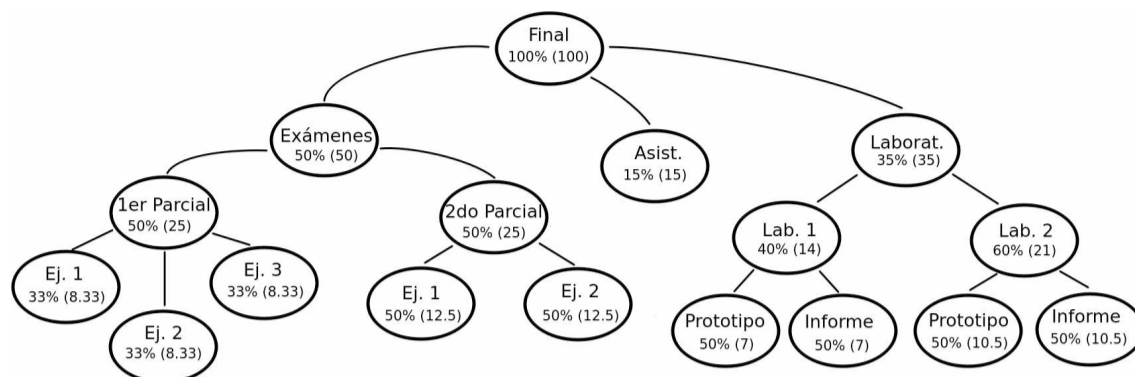 Final
100% (100)
Exámenes
50% (50)
Asist.
15% (15)
Laborat.
35% (35)
1er Parcial
50% (25)
2do Parcial
50% (25)
Lab. 1
40% (14)
Lab. 2
60% (21)
Ej. 1
33% (8.33)
Ej. 2
33% (8.33)
Ej. 3
33% (8.33)
Ej. 1
50% (12.5)
Ej. 2
50% (12.5)
Prototipo
50% (7)
Informe
50% (7)
Prototipo
50% (10.5)
Informe
50% (10.5)